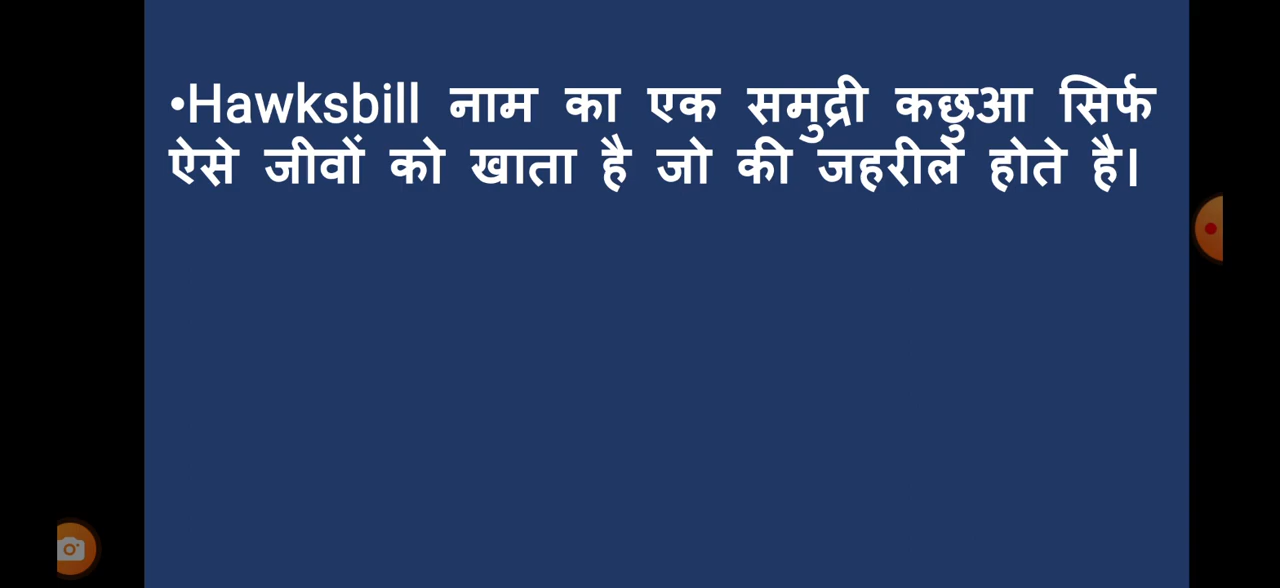 •Hawksbill नाम का एक समुद्री कछुआ सिर्फ
ऐसे जीवों को खाता है जो की जहरीले होते है।